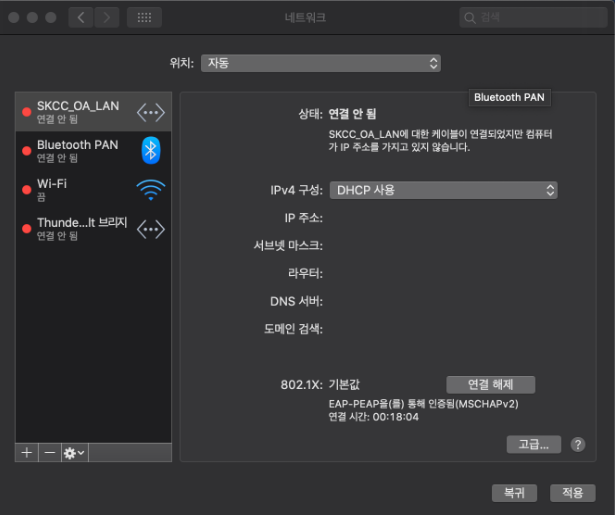 네트워크
검색
위치: 자동
Bluetooth PAN
SKCC_OA_LAN
연결 안 됨
Bluetooth PAN
연결 안 됨
Wi-Fi
끔
Thunde...lt 브리지
연결 안 됨
상태: 연결 안 됨
SKCC_OA_LAN에 대한 케이블이 연결되었지만 컴퓨터
가 IP 주소를 가지고 있지 않습니다.
IPv4 구성: DHCP 사용
IP 주소:
서브넷 마스크:
라우터:
DNS 서버:
도메인 검색:
802.1X: 기본값 연결 해제
EAP-PEAP을(를) 통해 인증됨(MSCHAPv2)
연결 시간: 00:18:04
고급... ?
복귀 적용